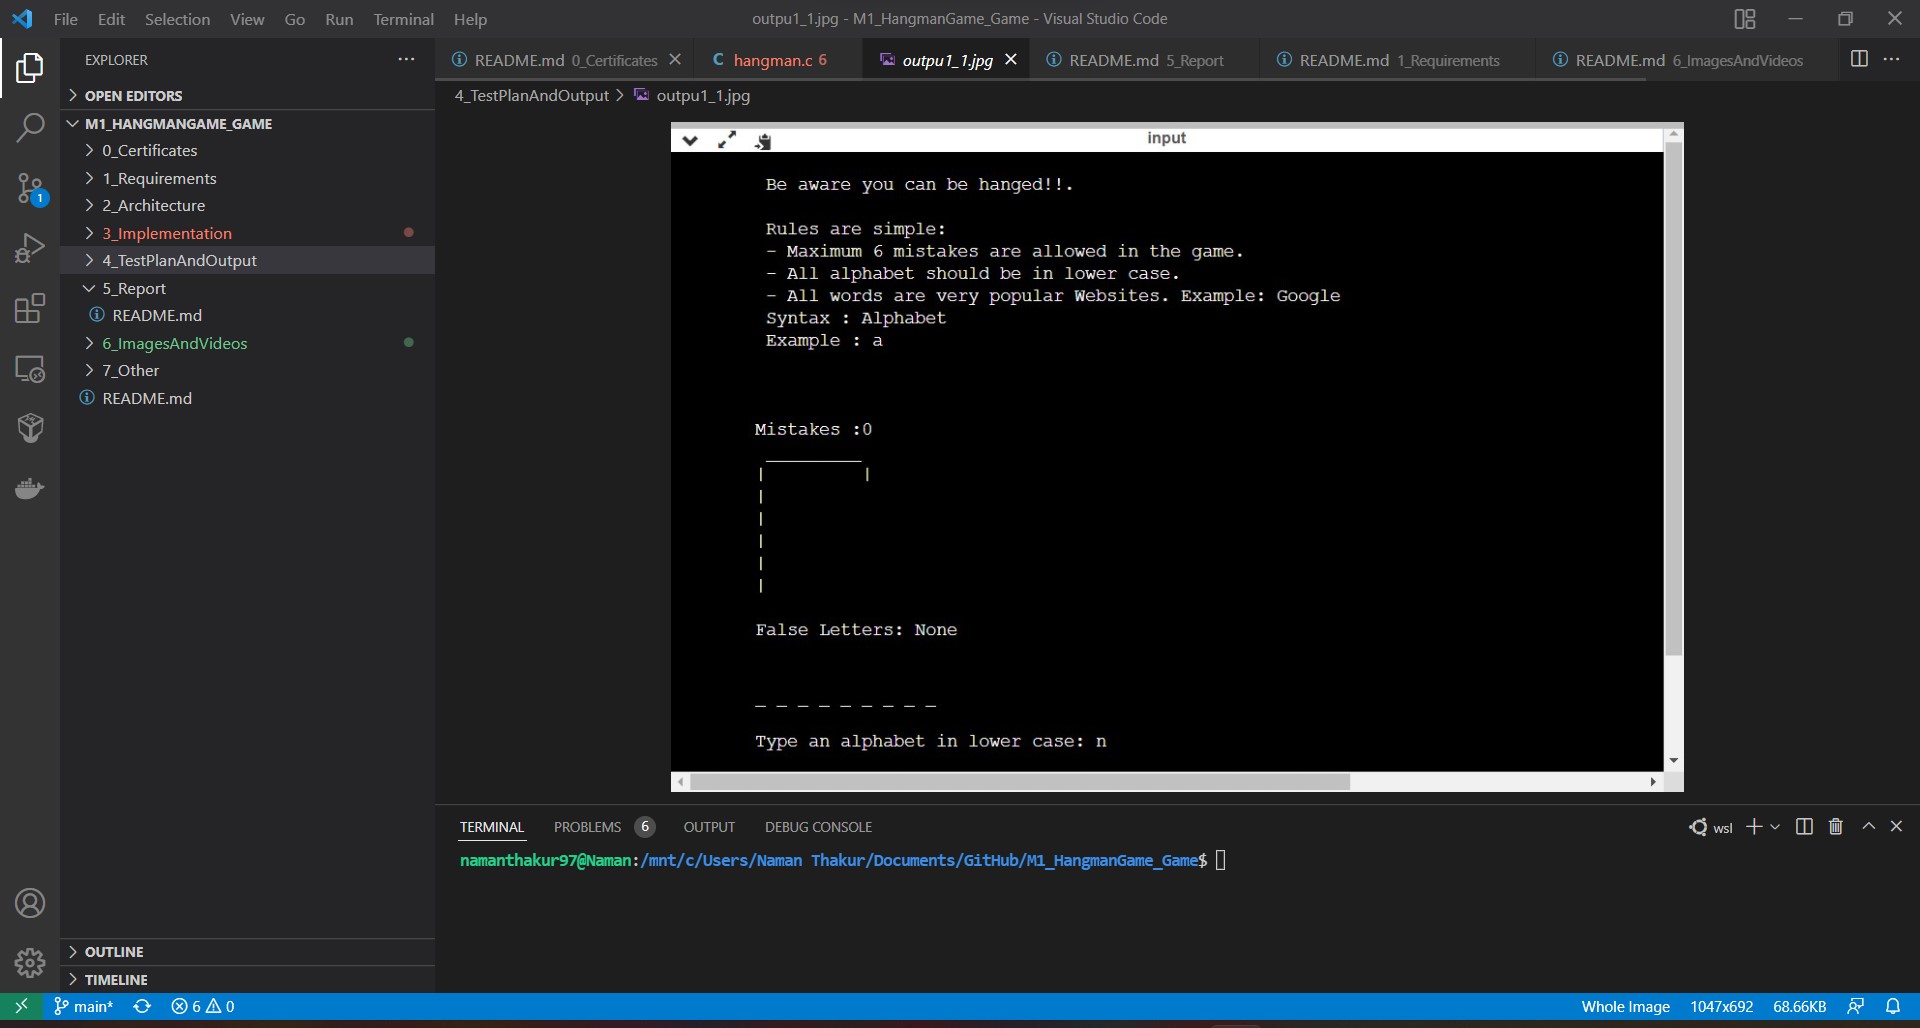 File Edit Selection View Go Run Terminal Help
outpu1_1.jpg - M1_HangmanGame_Game - Visual Studio Code
EXPLORER
OPEN EDITORS
M1_HANGMANGAME_GAME
0_Certificates
1_Requirements
2_Architecture
3_Implementation
4_TestPlanAndOutput
5_Report
README.md
6_ImagesAndVideos
7_Other
README.md
OUTLINE
TIMELINE
README.md 0_Certificates
C hangman.c 6
outpu1_1.jpg
README.md 5_Report
README.md 1_Requirements
README.md 6_ImagesAndVideos
4_TestPlanAndOutput > outpu1_1.jpg
input
Be aware you can be hanged!!.
Rules are simple:
- Maximum 6 mistakes are allowed in the game.
- All alphabet should be in lower case.
- All words are very popular Websites. Example: Google
Syntax : Alphabet
Example : a
Mistakes :0
False Letters: None
_ _ _ _ _ _ _ _ _
Type an alphabet in lower case: n
TERMINAL PROBLEMS 6 OUTPUT DEBUG CONSOLE
wsl
namanthakur97@Naman:/mnt/c/Users/Naman Thakur/Documents/GitHub/M1_HangmanGame_Game$
1
main* 6 0
Whole Image 1047x692 68.66KB